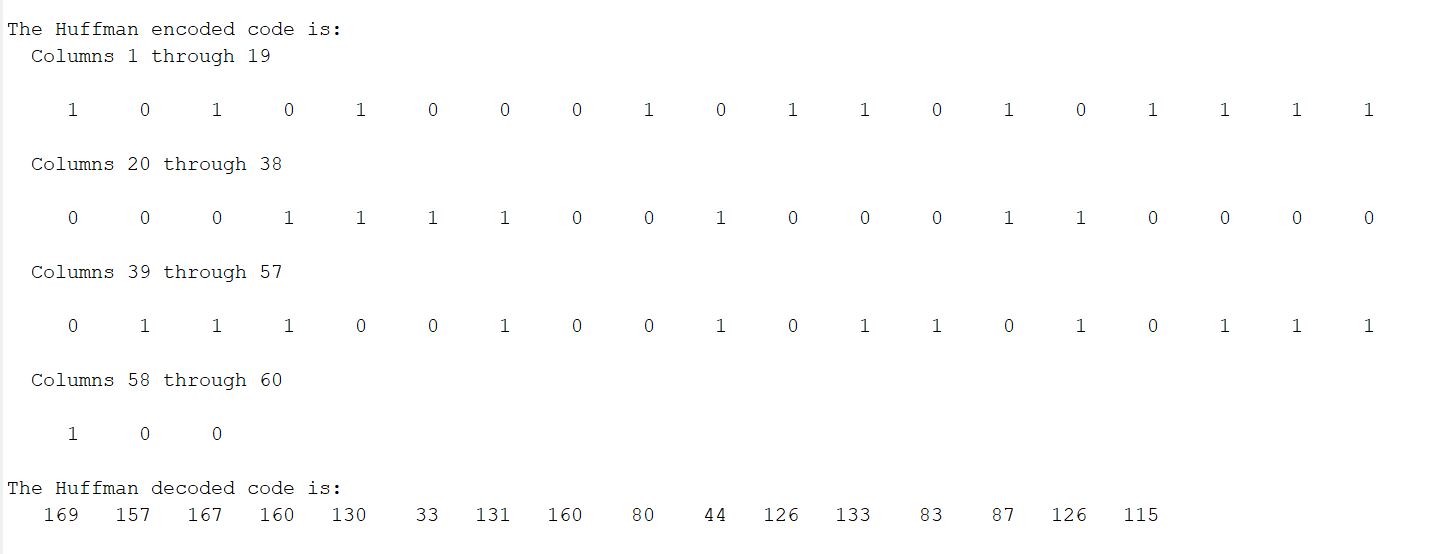 The Huffman encoded code is:
Columns 1 through 19
1 0 1 0 1 0 0 0 1 0 1 1 0 1 0 1 1 1 1
Columns 20 through 38
0 0 0 1 1 1 1 0 0 1 0 0 0 1 1 0 0 0 0
Columns 39 through 57
0 1 1 1 0 0 1 0 0 1 0 1 1 0 1 0 1 1 1
Columns 58 through 60
1 0 0
The Huffman decoded code is:
169 157 167 160 130 33 131 160 80 44 126 133 83 87 126 115